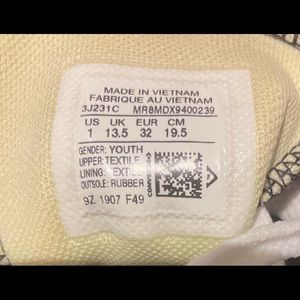 MADE IN VIETNAM
FABRIQUE AU VIETNAM
3J231C MR8MDX9400239
US UK EUR CM
1 13.5 32 19.5
GENDER: YOUTH
UPPER: TEXTILE
LINING: TEXTILE
OUTSOLE: RUBBER
CONVERSE
9Z 1907 F49